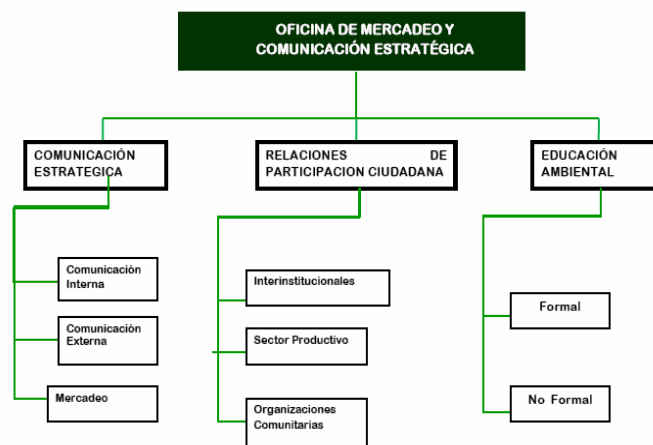 OFICINA DE MERCADEO Y
COMUNICACIÓN ESTRATÉGICA
COMUNICACIÓN
ESTRATEGICA
RELACIONES DE
PARTICIPACION CIUDADANA
EDUCACIÓN
AMBIENTAL
Comunicación
Interna
Comunicación
Externa
Mercadeo
Interinstitucionales
Sector Productivo
Organizaciones
Comunitarias
Formal
No Formal